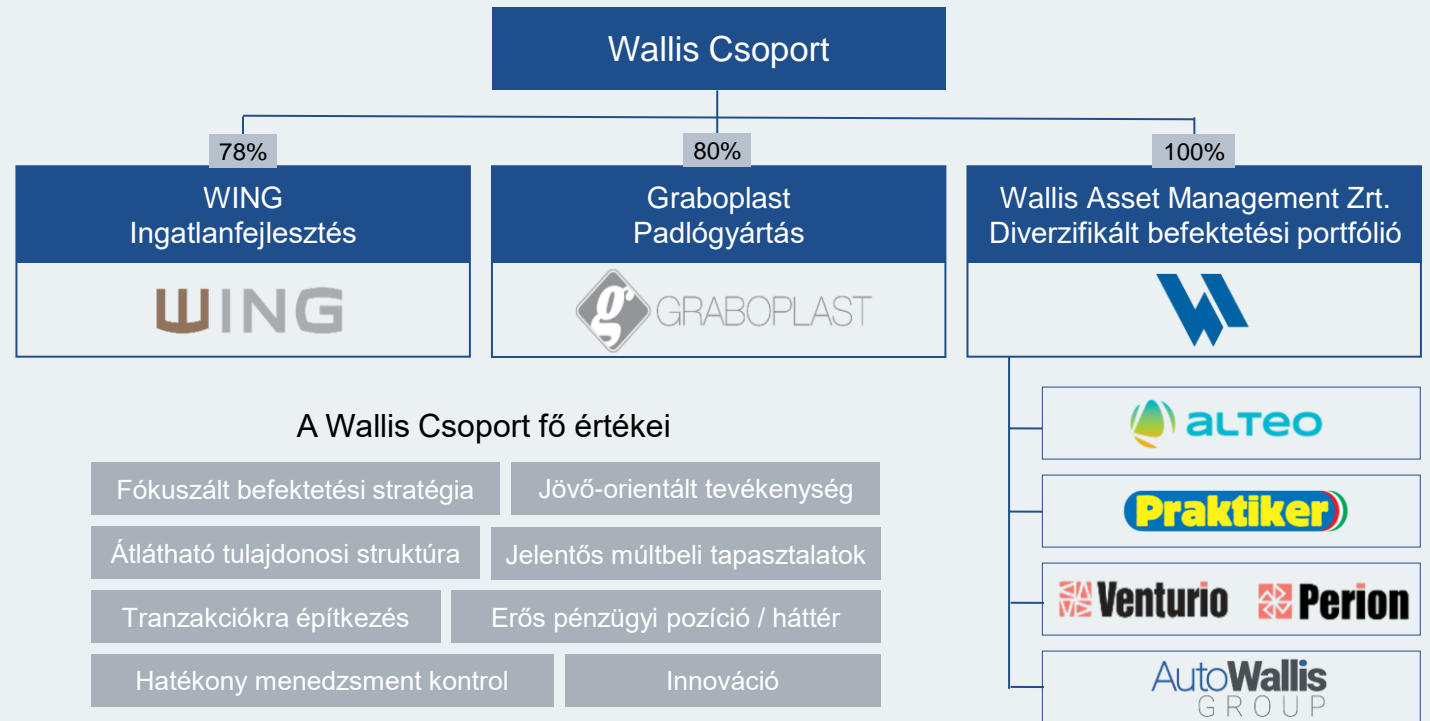 Wallis Csoport
78%
80%
100%
WING
Ingatlanfejlesztés
Graboplast
Padlógyártás
Wallis Asset Management Zrt.
Diverzifikált befektetési portfólió
WING
g GRABOPLAST
A Wallis Csoport fő értékei
Fókuszált befektetési stratégia
Jövő-orientált tevékenység
Átlátható tulajdonosi struktúra
Jelentős múltbeli tapasztalatok
Tranzakciókra építkezés
Erős pénzügyi pozíció / háttér
Hatékony menedzsment kontrol
Innováció
ALTEO
Praktiker
Venturio
Perion
AutoWallis
GROUP